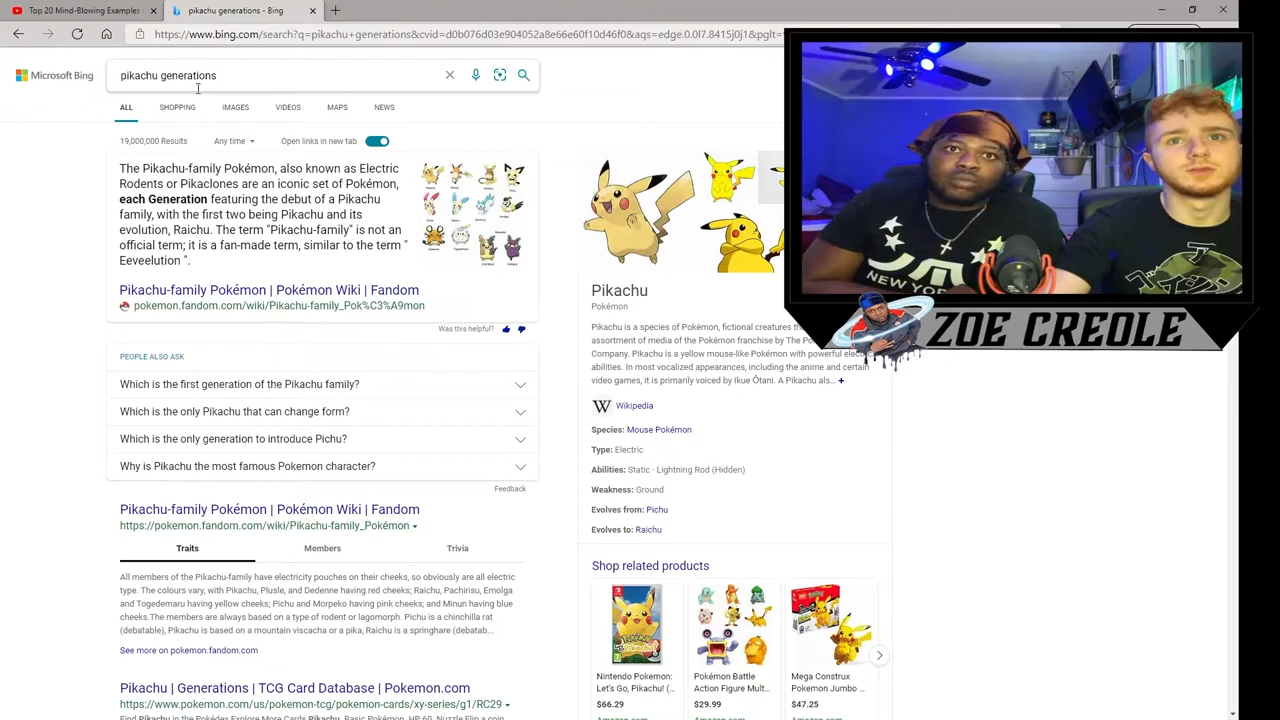 Top 20 Mind-Blowing Examples
pikachu generations - Bing
https://www.bing.com/search?q=pikachu+generations&cvid=d0b076d03e904052a8e66e60f10d46f0&aqs=edge.0.0l7.8415j0j1&pglt=
Microsoft Bing
pikachu generations
ALL SHOPPING IMAGES VIDEOS MAPS NEWS
19,000,000 Results Any time Open links in new tab
The Pikachu-family Pokémon, also known as Electric
Rodents or Pikaclones are an iconic set of Pokémon,
each Generation featuring the debut of a Pikachu
family, with the first two being Pikachu and its
evolution, Raichu. The term "Pikachu-family" is not an
official term; it is a fan-made term, similar to the term "
Eeveelution ".
Pikachu-family Pokémon | Pokémon Wiki | Fandom
pokemon.fandom.com/wiki/Pikachu-family_Pok%C3%A9mon
Was this helpful?
PEOPLE ALSO ASK
Which is the first generation of the Pikachu family?
Which is the only Pikachu that can change form?
Which is the only generation to introduce Pichu?
Why is Pikachu the most famous Pokemon character?
Feedback
Pikachu-family Pokémon | Pokémon Wiki | Fandom
https://pokemon.fandom.com/wiki/Pikachu-family_Pokémon
Traits Members Trivia
All members of the Pikachu-family have electricity pouches on their cheeks, so obviously are all electric
type. The colours vary, with Pikachu, Plusle, and Dedenne having red cheeks; Raichu, Pachirisu, Emolga
and Togedemaru having yellow cheeks; Pichu and Morpeko having pink cheeks; and Minun having blue
cheeks.The members are always based on a type of rodent or lagomorph. Pichu is a chinchilla rat
(debatable), Pikachu is based on a mountain viscacha or a pika, Raichu is a springhare (debatab...
See more on pokemon.fandom.com
Pikachu | Generations | TCG Card Database | Pokemon.com
https://www.pokemon.com/us/pokemon-tcg/pokemon-cards/xy-series/g1/RC29
Find Pikachu in the Pokédex Explore More Cards Pikachu. Basic Pokémon. HP 60. Nuzzle Flip a coin.
Pikachu
Pokémon
Pikachu is a species of Pokémon, fictional creatures
assortment of media of the Pokémon franchise by The
Company. Pikachu is a yellow mouse-like Pokémon with powerful
abilities. In most vocalized appearances, including the anime and certain
video games, it is primarily voiced by Ikue Ōtani. A Pikachu als... +
W Wikipedia
Species: Mouse Pokémon
Type: Electric
Abilities: Static · Lightning Rod (Hidden)
Weakness: Ground
Evolves from: Pichu
Evolves to: Raichu
Shop related products
Nintendo Pokemon:
Let's Go, Pikachu! (...
$66.29
Pokémon Battle
Action Figure Mult...
$29.99
Mega Construx
Pokemon Jumbo ...
$47.25
NEW YORK
ZOE CREOLE